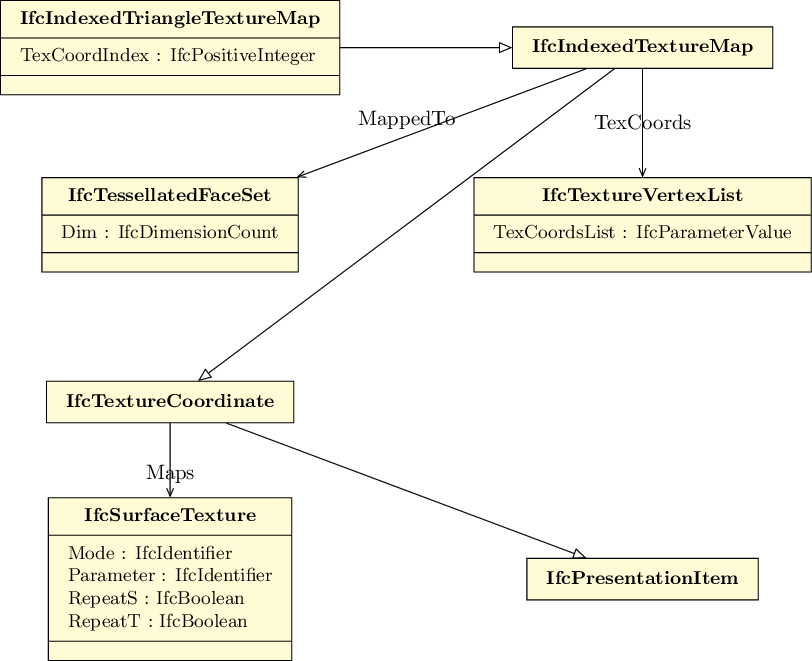 IfcIndexedTriangleTextureMap
TexCoordIndex : IfcPositiveInteger
IfcIndexedTextureMap
MappedTo
TexCoords
IfcTessellatedFaceSet
Dim : IfcDimensionCount
IfcTextureVertexList
TexCoordsList : IfcParameterValue
IfcTextureCoordinate
Maps
IfcSurfaceTexture
Mode : IfcIdentifier
Parameter : IfcIdentifier
RepeatS : IfcBoolean
RepeatT : IfcBoolean
IfcPresentationItem